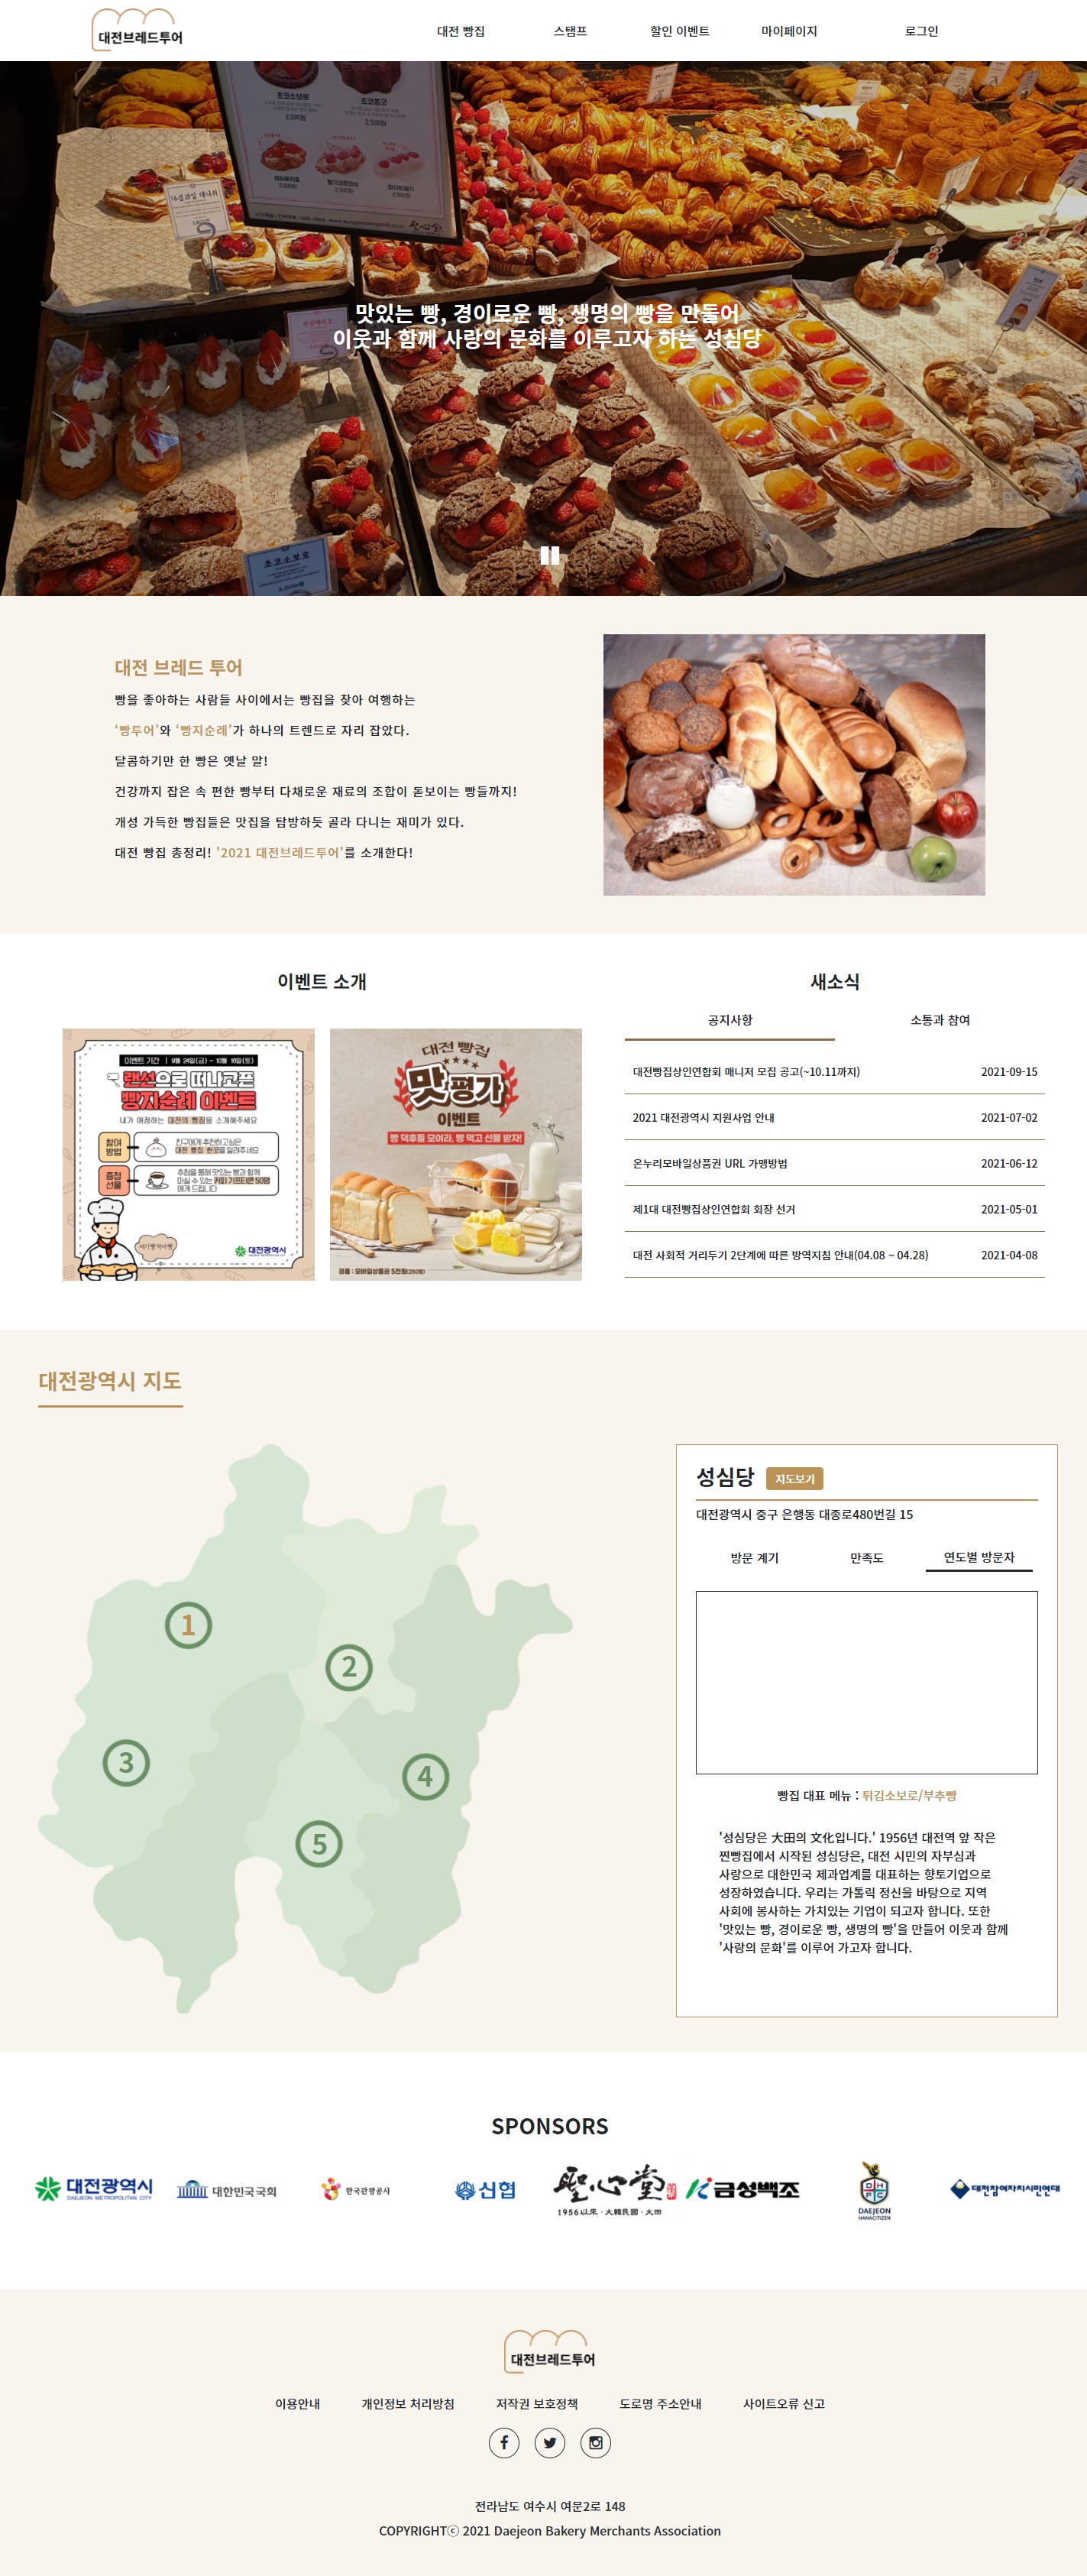 대전브레드투어
대전 빵집
스탬프
할인 이벤트
마이페이지
로그인
초코소보로
2,000원
2,500원
맛있는 빵, 경이로운 빵, 생명의 빵을 만들어
이웃과 함께 사랑의 문화를 이루고자 하는 성심당
초코소보로
대전 브레드 투어
빵을 좋아하는 사람들 사이에서는 빵집을 찾아 여행하는
‘빵투어’와 ‘빵지순례’가 하나의 트렌드로 자리 잡았다.
달콤하기만 한 빵은 옛날 말!
건강까지 잡은 속 편한 빵부터 다채로운 재료의 조합이 돋보이는 빵들까지!
개성 가득한 빵집들은 맛집을 탐방하듯 골라 다니는 재미가 있다.
대전 빵집 총정리! '2021 대전브레드투어'를 소개한다!
이벤트 소개
이벤트 기간 | 9월 24일(금) ~ 10월 16일(토)
랜선으로 떠나고픈
빵지순례 이벤트
내가 애정하는 대전의 빵집을 소개해주세요
참여
방법
친구에게 추천하고싶은
대전 빵집 한곳을 알려주세요
증정
선물
추첨을 통해 맛있는 빵과 함께
마실 수 있는 커피 기프티콘 50명
에게 드립니다
대전광역시
대전 빵집
맛평가
이벤트
빵 덕후들 모여라, 빵 먹고 선물 받자!
경품 : 모바일상품권 5천원(250명)
새소식
공지사항
소통과 참여
대전빵집상인연합회 매니저 모집 공고(~10.11까지) 2021-09-15
2021 대전광역시 지원사업 안내 2021-07-02
온누리모바일상품권 URL 가맹방법 2021-06-12
제1대 대전빵집상인연합회 회장 선거 2021-05-01
대전 사회적 거리두기 2단계에 따른 방역지침 안내(04.08 ~ 04.28) 2021-04-08
대전광역시 지도
1
2
3
4
5
성심당 지도보기
대전광역시 중구 은행동 대종로480번길 15
방문 계기
만족도
연도별 방문자
빵집 대표 메뉴 : 튀김소보로/부추빵
'성심당은 大田의 文化입니다.' 1956년 대전역 앞 작은
찐빵집에서 시작된 성심당은, 대전 시민의 자부심과
사랑으로 대한민국 제과업계를 대표하는 향토기업으로
성장하였습니다. 우리는 가톨릭 정신을 바탕으로 지역
사회에 봉사하는 가치있는 기업이 되고자 합니다. 또한
'맛있는 빵, 경이로운 빵, 생명의 빵'을 만들어 이웃과 함께
'사랑의 문화'를 이루어 가고자 합니다.
SPONSORS
대전광역시
DAEJEON METROPOLITAN CITY
대한민국국회
한국관광공사
신협
聖心堂
1956以來·大韓民國·大田
금성백조
DHFC
DAEJEON
HANACITIZEN
대전참여자치시민연대
대전브레드투어
이용안내
개인정보 처리방침
저작권 보호정책
도로명 주소안내
사이트오류 신고
전라남도 여수시 여문2로 148
COPYRIGHTⓒ 2021 Daejeon Bakery Merchants Association